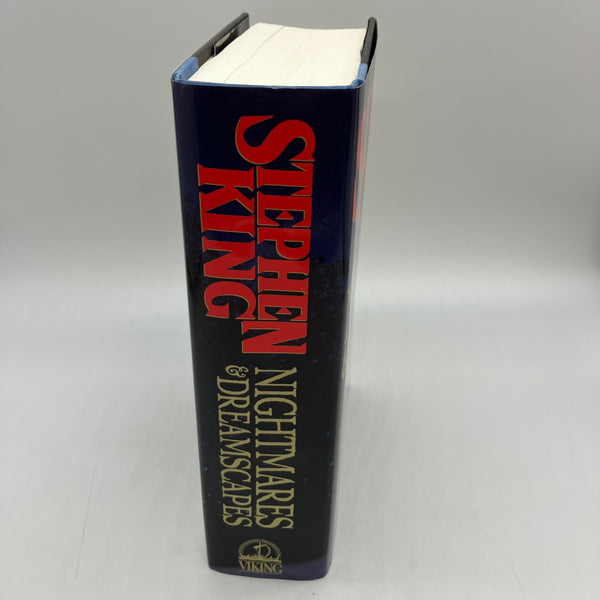 STEPHEN
KING
NIGHTMARES
& DREAMSCAPES
VIKING